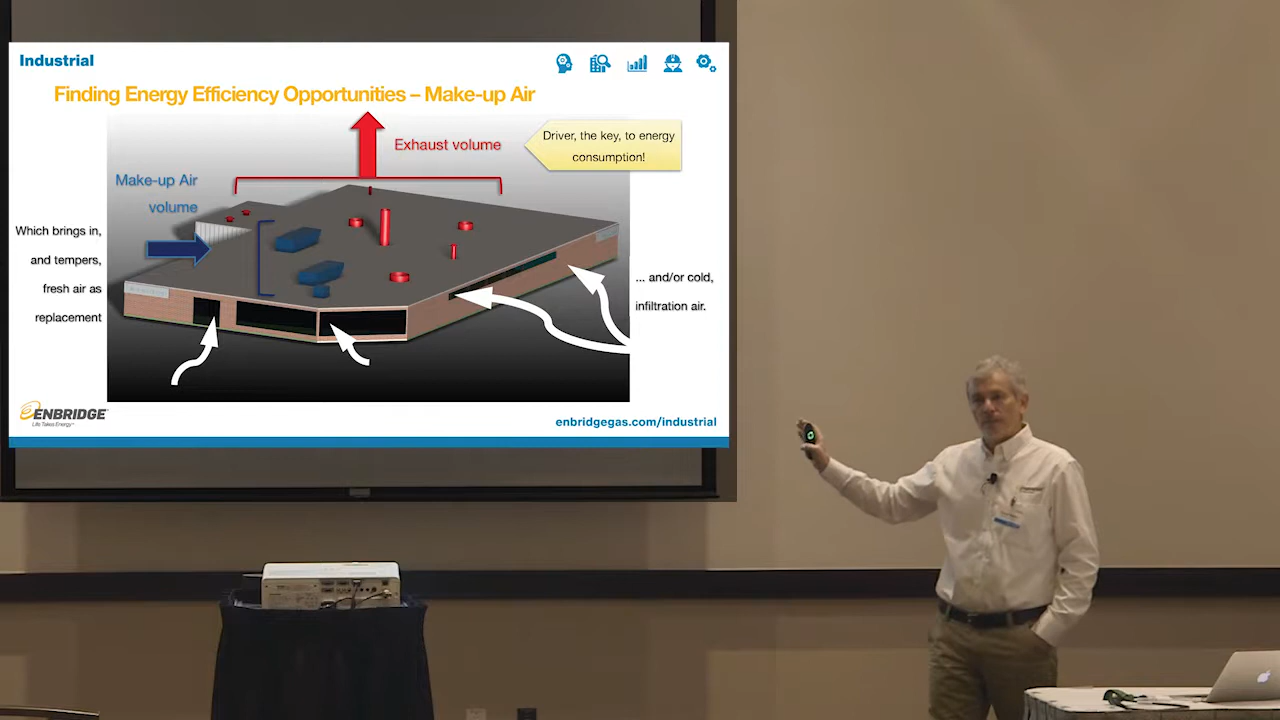 Industrial
Finding Energy Efficiency Opportunities – Make-up Air
Driver, the key, to energy
consumption!
Exhaust volume
Make-up Air
volume
Which brings in,
and tempers,
fresh air as
replacement
... and/or cold,
infiltration air.
ENBRIDGE
Life Takes Energy™
enbridgegas.com/industrial